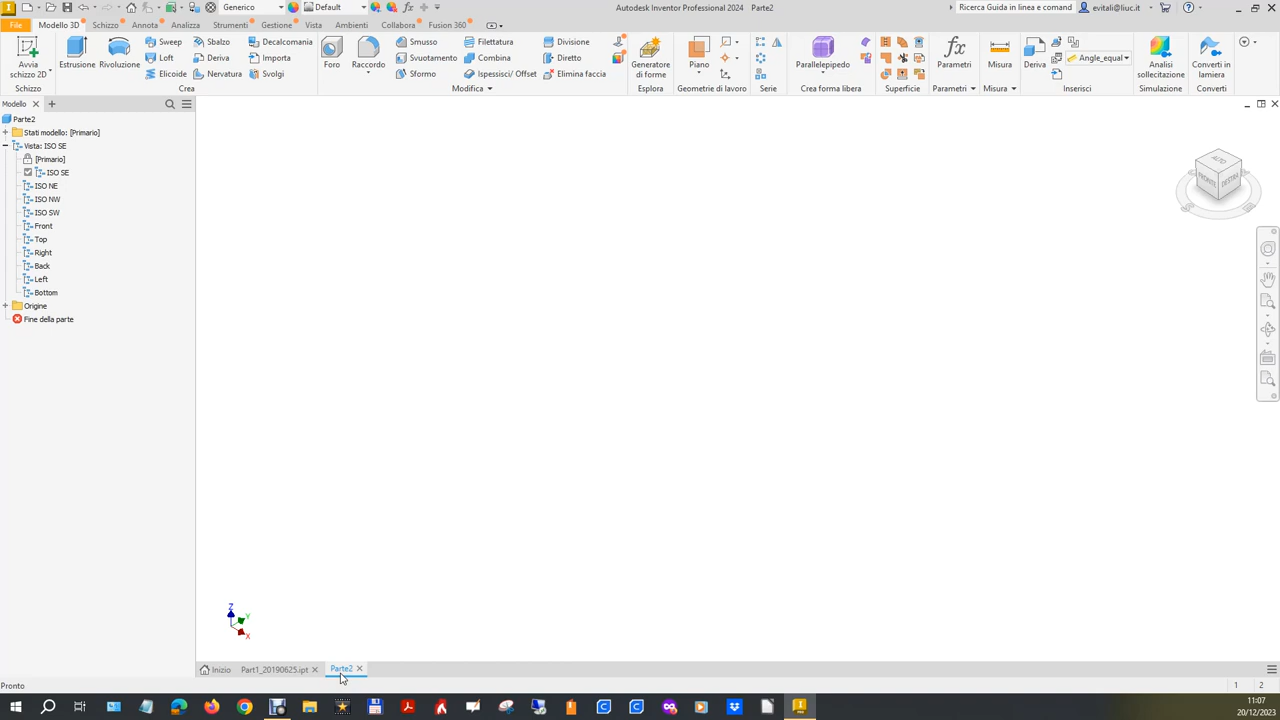 Generico
Default
Autodesk Inventor Professional 2024 Parte2
Ricerca Guida in linea e comand
evitali@liuc.it
File
Modello 3D
Schizzo
Annota
Analizza
Strumenti
Gestione
Vista
Ambienti
Collabora
Fusion 360
Avvia
schizzo 2D
Estrusione
Rivoluzione
Sweep
Loft
Elicoide
Sbalzo
Deriva
Nervatura
Decalcomania
Importa
Svolgi
Foro
Raccordo
Smusso
Svuotamento
Sformo
Filettatura
Combina
Ispessisci/ Offset
Divisione
Diretto
Elimina faccia
Generatore
di forme
Piano
Parallelepipedo
Parametri
Misura
Deriva
Angle_equal
Analisi
sollecitazione
Converti in
lamiera
Schizzo
Crea
Modifica
Esplora
Geometrie di lavoro
Serie
Crea forma libera
Superficie
Parametri
Misura
Inserisci
Simulazione
Converti
Modello
Parte2
Stati modello: [Primario]
Vista: ISO SE
[Primario]
ISO SE
ISO NE
ISO NW
ISO SW
Front
Top
Right
Back
Left
Bottom
Origine
Fine della parte
ALTO
FRONTE
DESTRA
Z
Y
X
Inizio
Part1_20190625.ipt
Parte2
Pronto
1
2
11:07
20/12/2023